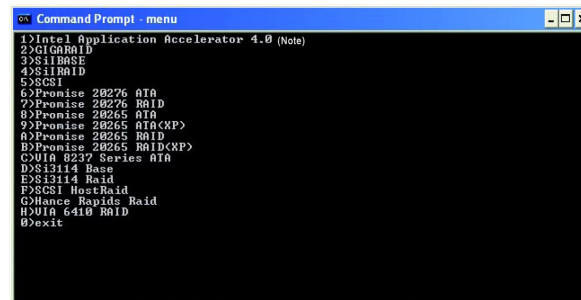 Command Prompt - menu
1)Intel Application Accelerator 4.0 (Note)
2)GIGARAID
3)SiIBASE
4)SiIRAID
5)SCSI
6)Promise 20276 ATA
7)Promise 20276 RAID
8)Promise 20265 ATA
9)Promise 20265 ATA(XP)
A)Promise 20265 RAID
B)Promise 20265 RAID(XP)
C)VIA 8237 Series ATA
D)Si3114 Base
E)Si3114 Raid
F)SCSI HostRaid
G)Hance Rapids Raid
H)VIA 6410 RAID
0)exit